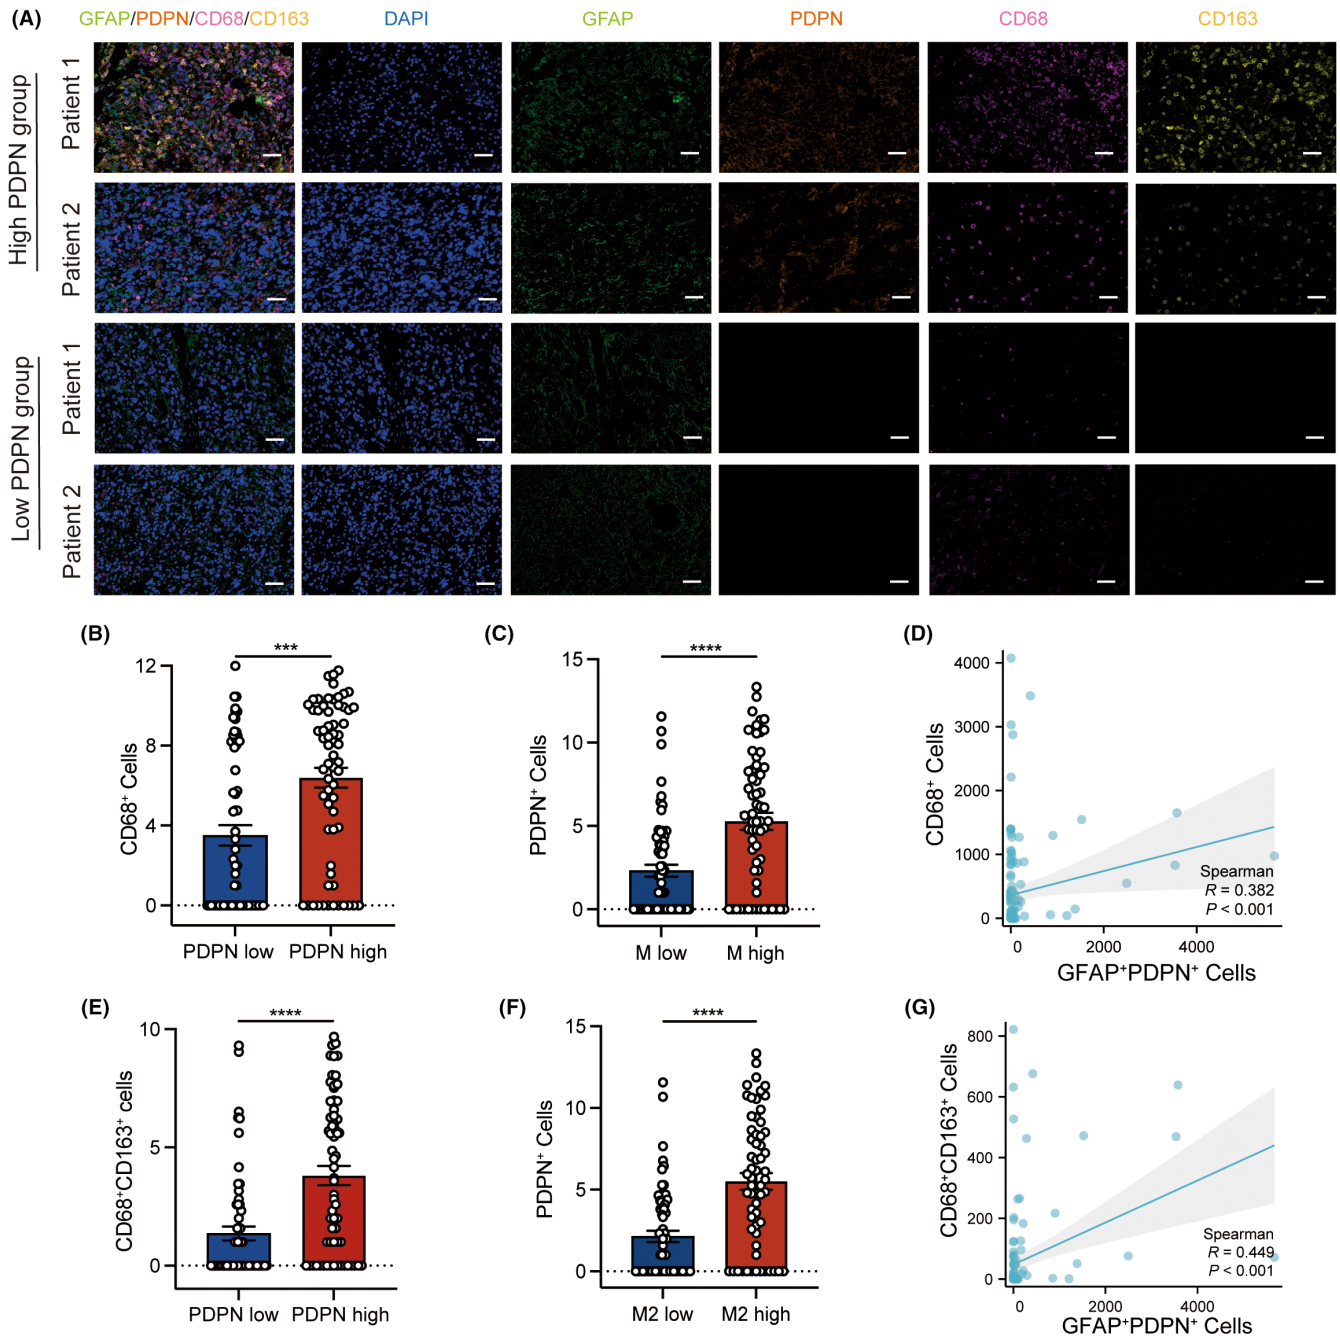 (A) GFAP/PDPN/CD68/CD163 DAPI GFAP PDPN CD68 CD163
High PDPN group
Patient 1
Patient 2
Low PDPN group
Patient 1
Patient 2
(B)
***
CD68⁺ Cells
12
8
4
0
PDPN low PDPN high
(C)
****
PDPN⁺ Cells
15
10
5
0
M low M high
(D)
CD68⁺ Cells
4000
3000
2000
1000
0
Spearman
R = 0.382
P < 0.001
0 2000 4000
GFAP⁺PDPN⁺ Cells
(E)
****
CD68⁺CD163⁺ cells
10
5
0
PDPN low PDPN high
(F)
****
PDPN⁺ Cells
15
10
5
0
M2 low M2 high
(G)
CD68⁺CD163⁺ Cells
800
600
400
200
0
Spearman
R = 0.449
P < 0.001
0 2000 4000
GFAP⁺PDPN⁺ Cells